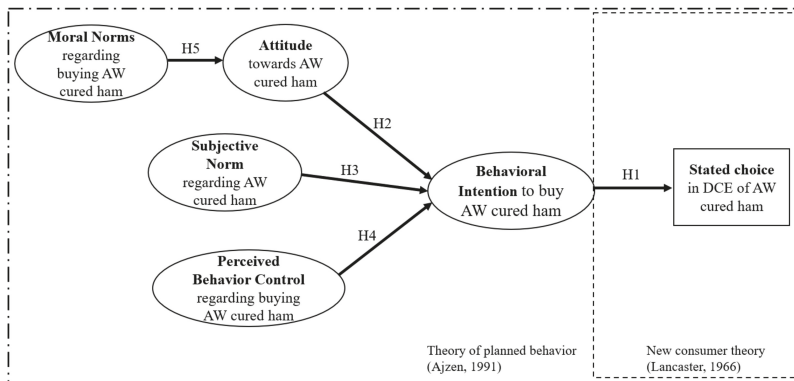 Moral Norms
regarding
buying AW
cured ham
H5
Attitude
towards AW
cured ham
H2
Subjective
Norm
regarding AW
cured ham
H3
Behavioral
Intention to buy
AW cured ham
H1
Stated choice
in DCE of AW
cured ham
H4
Perceived
Behavior Control
regarding buying
AW cured ham
Theory of planned behavior
(Ajzen, 1991)
New consumer theory
(Lancaster, 1966)